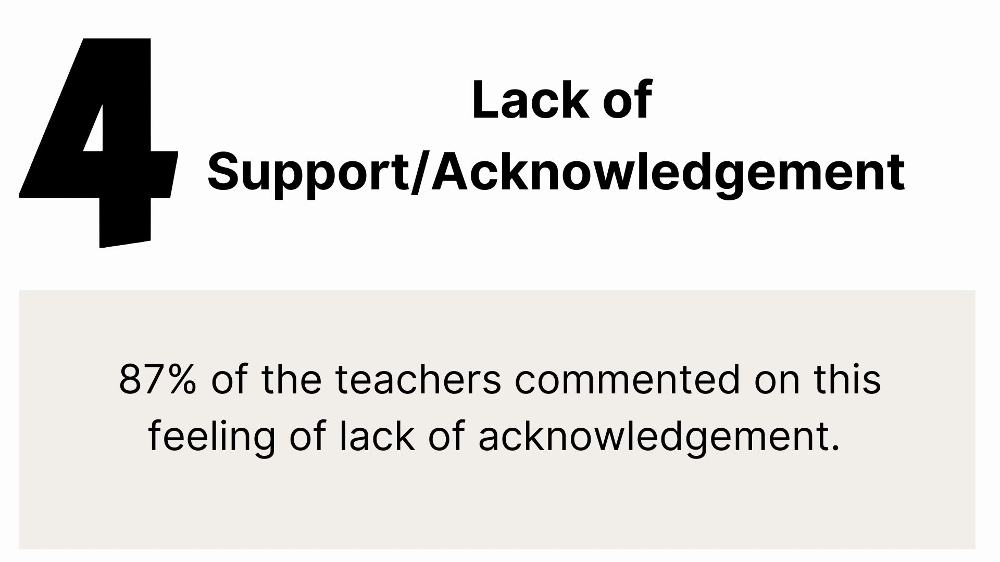 4
Lack of
Support/Acknowledgement
87% of the teachers commented on this
feeling of lack of acknowledgement.